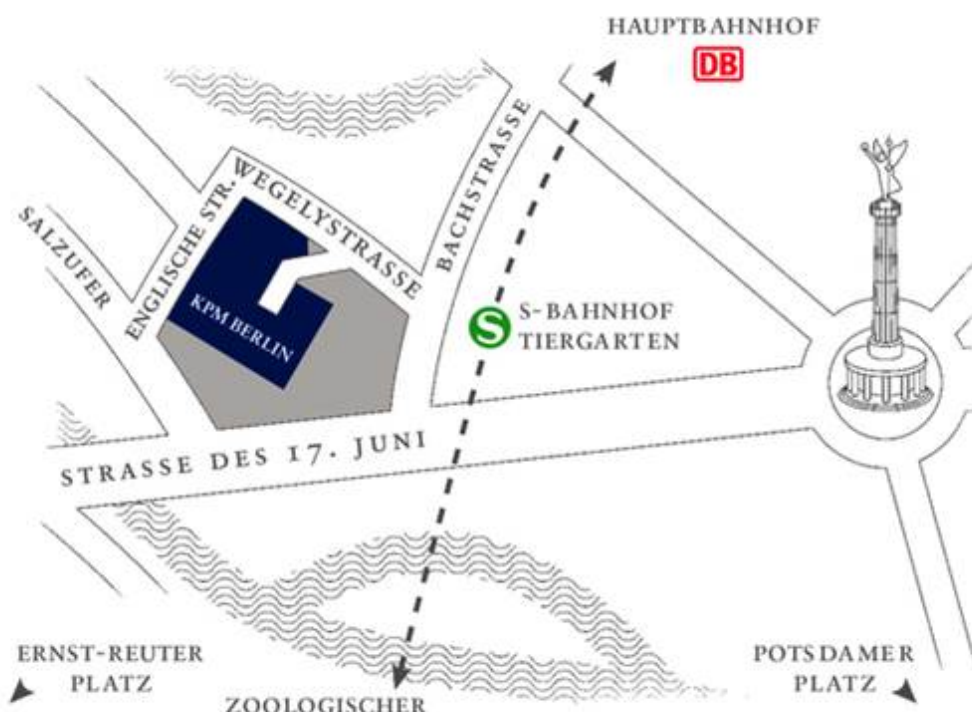 HAUPTBAHNHOF
DB
BACHSTRASSE
WEGELYSTRASSE
ENGLISCHE STR.
SALZUFER
KPM BERLIN
S
S-BAHNHOF
TIERGARTEN
STRASSE DES 17. JUNI
ERNST-REUTER
PLATZ
POTSDAMER
PLATZ
ZOOLOGISCHER